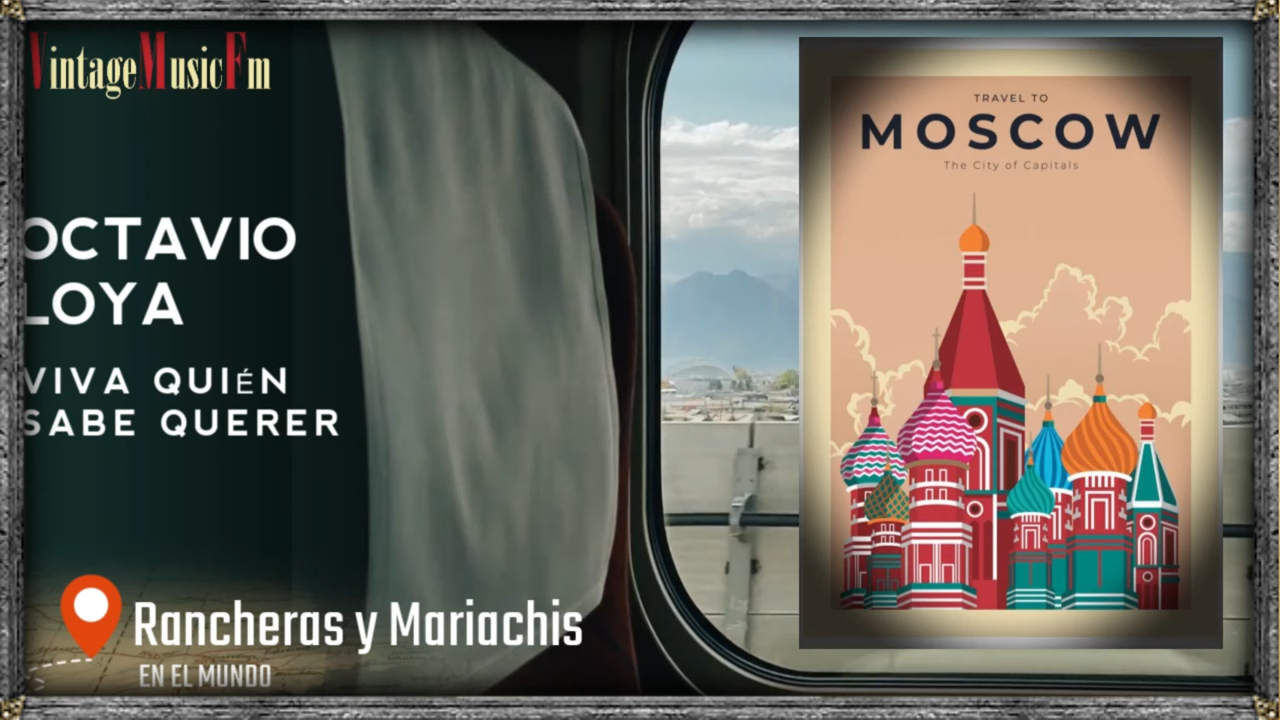 VintageMusicFm
OCTAVIO
LOYA
VIVA QUIÉN
SABE QUERER
Rancheras y Mariachis
EN EL MUNDO
TRAVEL TO
MOSCOW
The City of Capitals